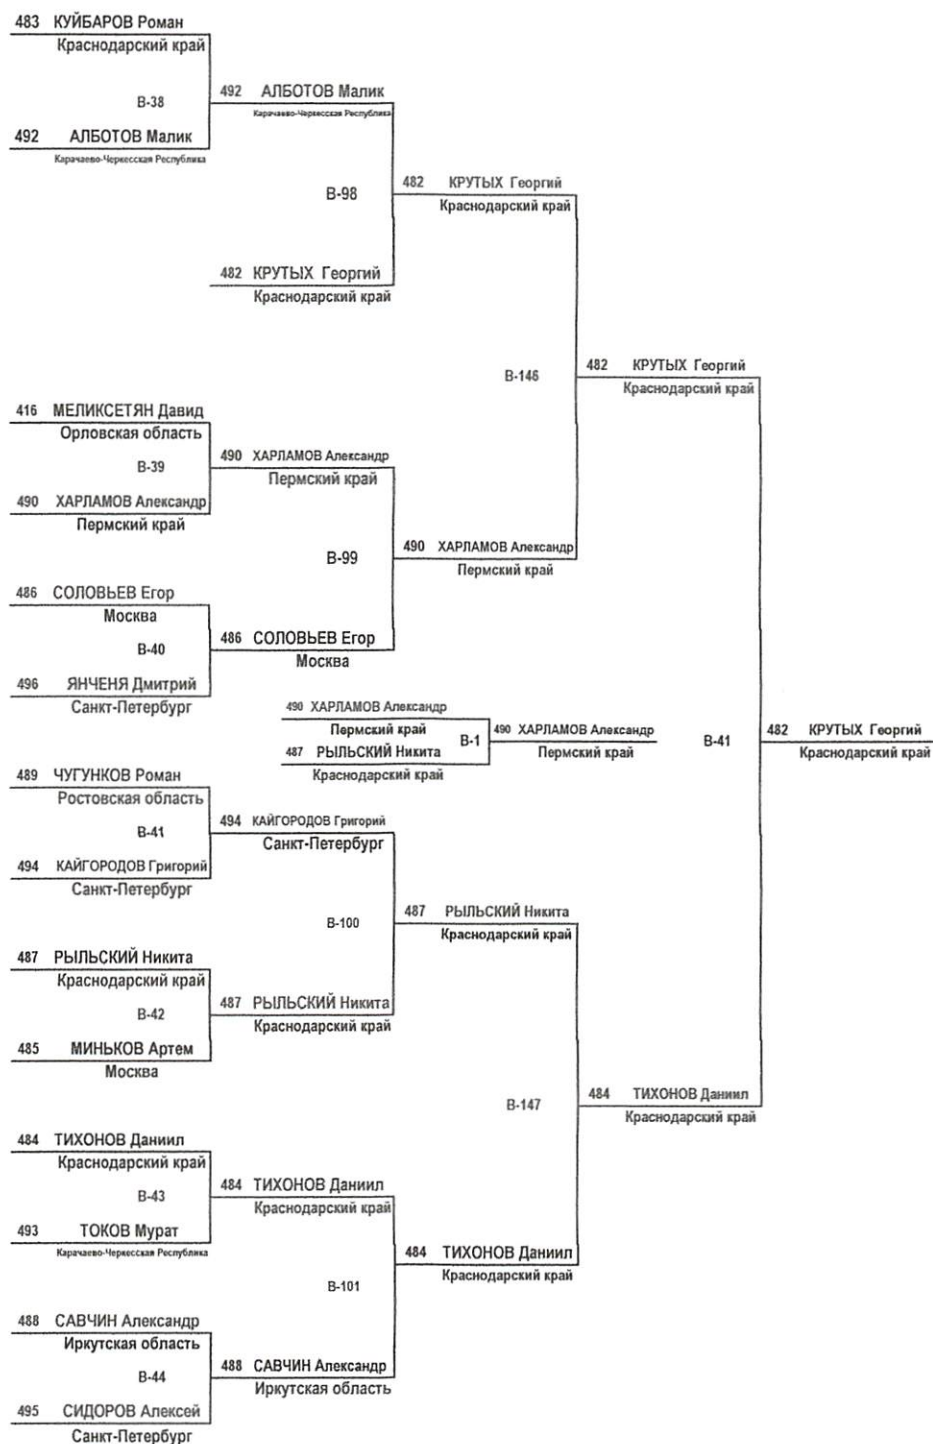 483 КУЙБАРОВ Роман
Краснодарский край
В-38
492 АЛБОТОВ Малик
Карачаево-Черкесская Республика
492 АЛБОТОВ Малик
Карачаево-Черкесская Республика
В-98
482 КРУТЫХ Георгий
Краснодарский край
482 КРУТЫХ Георгий
Краснодарский край
В-146
482 КРУТЫХ Георгий
Краснодарский край
416 МЕЛИКСЕТЯН Давид
Орловская область
В-39
490 ХАРЛАМОВ Александр
Пермский край
490 ХАРЛАМОВ Александр
Пермский край
В-99
490 ХАРЛАМОВ Александр
Пермский край
486 СОЛОВЬЕВ Егор
Москва
В-40
486 СОЛОВЬЕВ Егор
Москва
496 ЯНЧЕНЯ Дмитрий
Санкт-Петербург
490 ХАРЛАМОВ Александр
Пермский край
В-1
490 ХАРЛАМОВ Александр
Пермский край
487 РЫЛЬСКИЙ Никита
Краснодарский край
В-41
482 КРУТЫХ Георгий
Краснодарский край
489 ЧУГУНКОВ Роман
Ростовская область
В-41
494 КАЙГОРОДОВ Григорий
Санкт-Петербург
494 КАЙГОРОДОВ Григорий
Санкт-Петербург
В-100
487 РЫЛЬСКИЙ Никита
Краснодарский край
487 РЫЛЬСКИЙ Никита
Краснодарский край
В-42
487 РЫЛЬСКИЙ Никита
Краснодарский край
485 МИНЬКОВ Артем
Москва
В-147
484 ТИХОНОВ Даниил
Краснодарский край
484 ТИХОНОВ Даниил
Краснодарский край
В-43
484 ТИХОНОВ Даниил
Краснодарский край
493 ТОКОВ Мурат
Карачаево-Черкесская Республика
В-101
484 ТИХОНОВ Даниил
Краснодарский край
488 САВЧИН Александр
Иркутская область
В-44
488 САВЧИН Александр
Иркутская область
495 СИДОРОВ Алексей
Санкт-Петербург